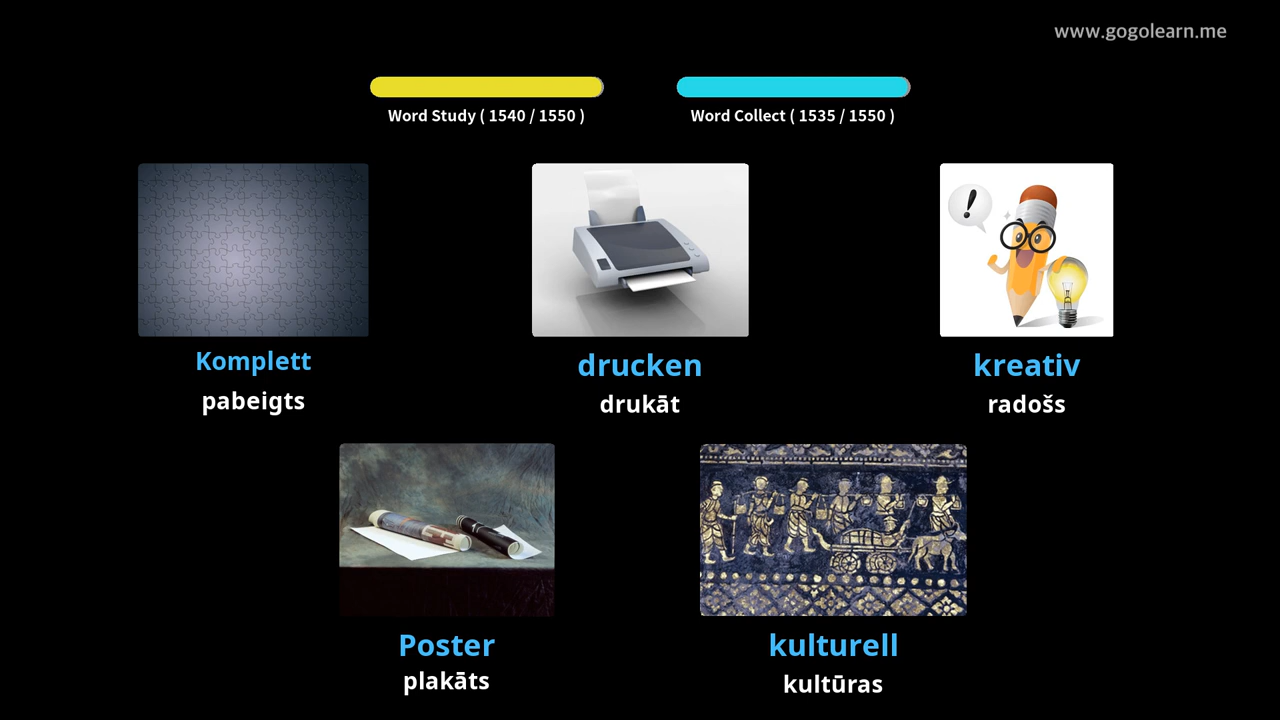 www.gogolearn.me
Word Study ( 1540 / 1550 )
Word Collect ( 1535 / 1550 )
Komplett
pabeigts
drucken
drukāt
kreativ
radošs
Poster
plakāts
kulturell
kultūras